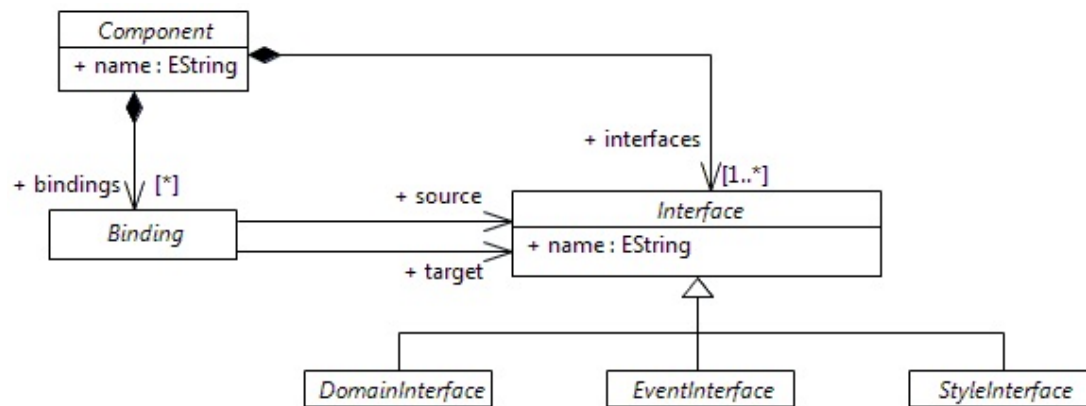 Component
+ name : EString
+ interfaces
+ bindings [*]
[1..*]
+ source
Interface
Binding
+ name : EString
+ target
DomainInterface
EventInterface
StyleInterface